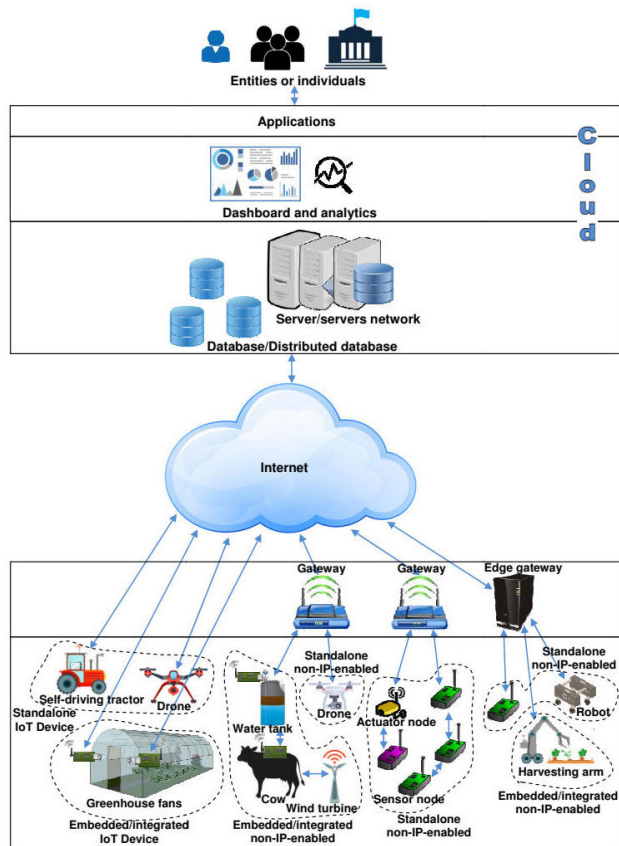 Entities or individuals
Applications
Cloud
Dashboard and analytics
Server/servers network
Database/Distributed database
Internet
Gateway
Gateway
Edge gateway
Self-driving tractor
Drone
Standalone
IoT Device
Greenhouse fans
Embedded/integrated
IoT Device
Water tank
Standalone
non-IP-enabled
Drone
Cow
Wind turbine
Embedded/integrated
non-IP-enabled
Actuator node
Sensor node
Standalone
non-IP-enabled
Standalone
non-IP-enabled
Robot
Harvesting arm
Embedded/integrated
non-IP-enabled